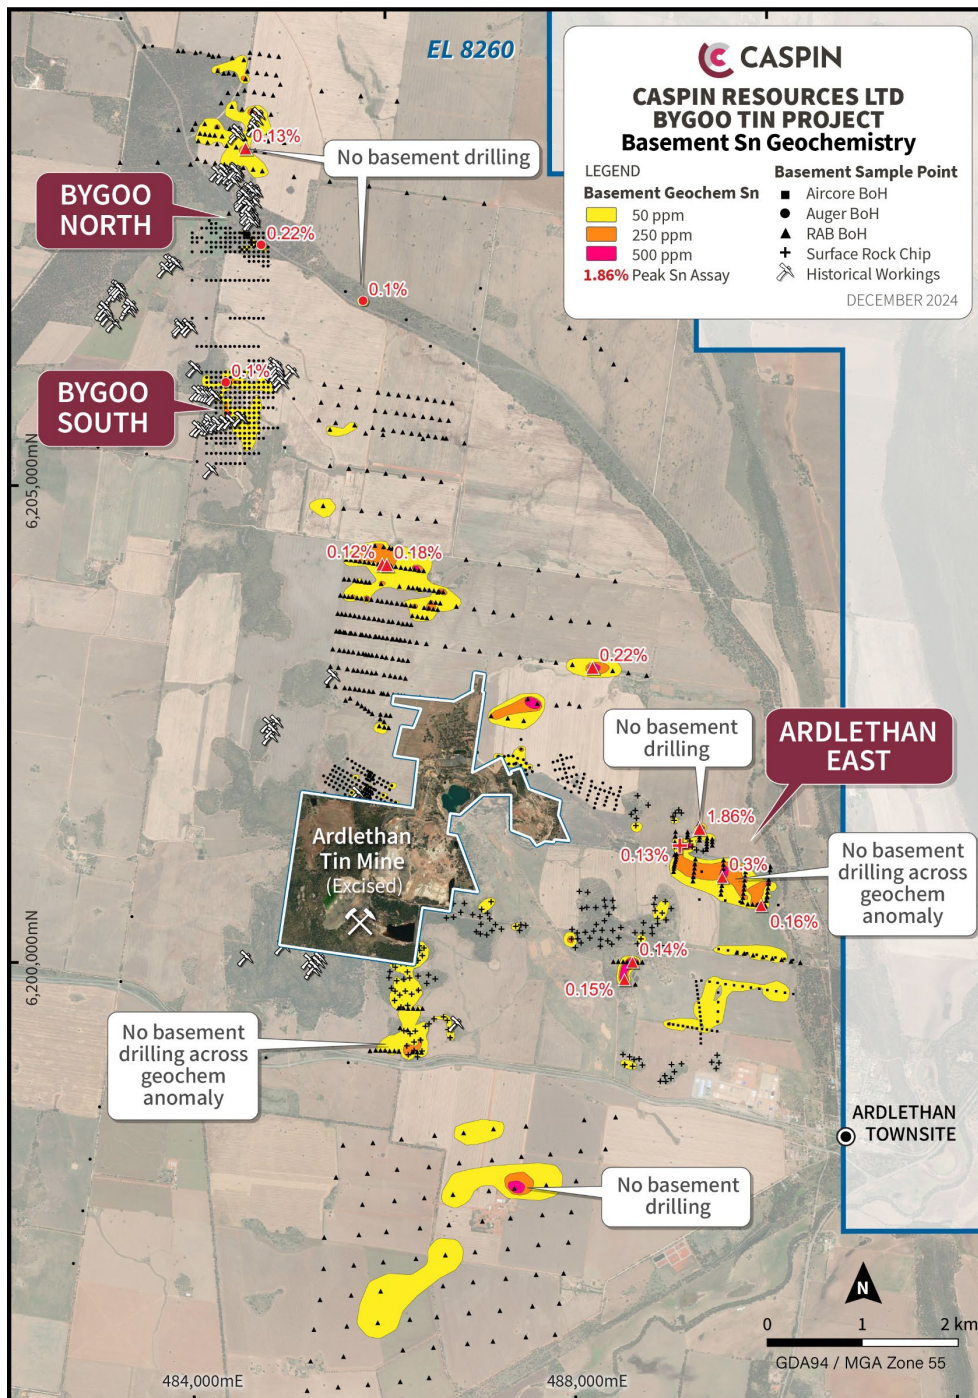 EL 8260
CASPIN
CASPIN RESOURCES LTD
BYGOO TIN PROJECT
Basement Sn Geochemistry
LEGEND
Basement Geochem Sn
50 ppm
250 ppm
500 ppm
1.86% Peak Sn Assay
Basement Sample Point
Aircore BoH
Auger BoH
RAB BoH
Surface Rock Chip
Historical Workings
DECEMBER 2024
0.13%
No basement drilling
BYGOO
NORTH
0.22%
0.1%
0.1%
BYGOO
SOUTH
6,205,000mN
0.12%
0.18%
0.22%
No basement
drilling
ARDLETHAN
EAST
1.86%
0.13%
0.3%
No basement
drilling across
geochem
anomaly
0.16%
Ardlethan
Tin Mine
(Excised)
0.14%
0.15%
6,200,000mN
No basement
drilling across
geochem
anomaly
ARDLETHAN
TOWNSITE
No basement
drilling
N
0 1 2 km
GDA94 / MGA Zone 55
484,000mE
488,000mE